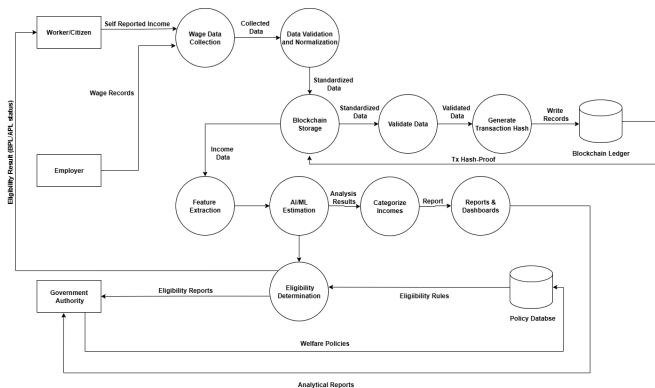 Self Reported Income
Worker/Citizen
Wage Data
Collection
Collected
Data
Data Validation
and Normalization
Wage Records
Standardized
Data
Eligibility Result (BPL/APL status)
Employer
Blockchain
Storage
Standardized
Data
Validate Data
Validated
Data
Generate
Transaction Hash
Write
Records
Blockchain Ledger
Tx Hash-Proof
Income
Data
Feature
Extraction
AI/ML
Estimation
Analysis
Results
Categorize
Incomes
Report
Reports &
Dashboards
Government
Authority
Eligibility Reports
Eligibility
Determination
Eligiibility Rules
Policy Databse
Welfare Policies
Analytical Reports